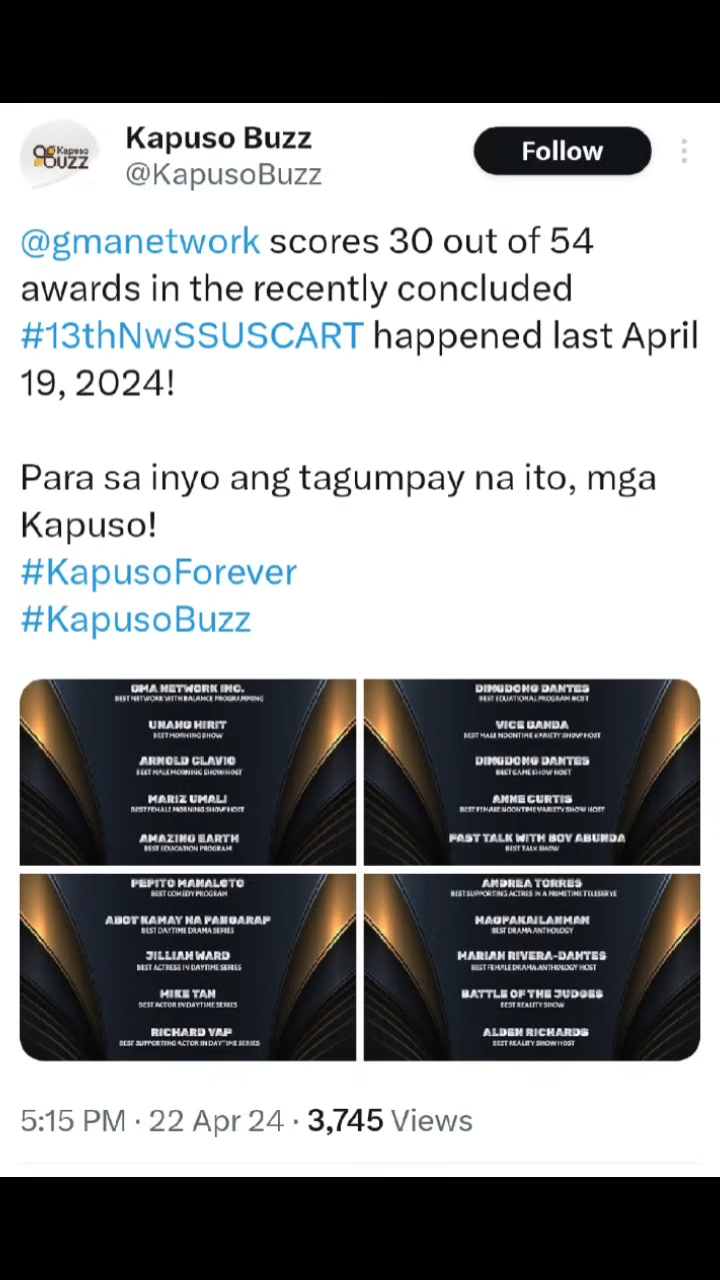 Kapuso BUZZ
Kapuso Buzz
@KapusoBuzz
Follow
@gmanetwork scores 30 out of 54
awards in the recently concluded
#13thNwSSUSCART happened last April
19, 2024!
Para sa inyo ang tagumpay na ito, mga
Kapuso!
#KapusoForever
#KapusoBuzz
GMA NETWORK INC.
BEST NETWORK WITH BALANCE PROGRAMMING
UNANG HIRIT
BEST MORNING SHOW
ARNOLD CLAVIO
BEST MALE MORNING SHOW HOST
MARIZ UMALI
BEST FEMALE MORNING SHOW HOST
AMAZING EARTH
BEST EDUCATION PROGRAM
DINGDONG DANTES
BEST EDUATIONAL PROGRAM HOST
VICE GANDA
BEST MALE NOONTIME VARIETY SHOW HOST
DINGDONG DANTES
BEST GAME SHOW HOST
ANNE CURTIS
BEST FEMALE NOONTIME VARIETY SHOW HOST
FAST TALK WITH BOY ABUNDA
BEST TALK SHOW
PEPITO MANALOTO
BEST COMEDY PROGRAM
ABOT KAMAY NA PANGARAP
BEST DAYTIME DRAMA SERIES
JILLIAN WARD
BEST ACTRESS IN DAYTIME SERIES
MIKE TAN
BEST ACTOR IN DAYTIME SERIES
RICHARD YAP
BEST SUPPORTING ACTOR IN DAYTIME SERIES
ANDREA TORRES
BEST SUPPORTING ACTRES IN A PRIMETIME TELESERYE
MAGPAKAILANMAN
BEST DRAMA ANTHOLOGY
MARIAN RIVERA-DANTES
BEST FEMALE DRAMA ANTHOLOGY HOST
BATTLE OF THE JUDGES
BEST REALITY SHOW
ALDEN RICHARDS
BEST REALITY SHOW HOST
5:15 PM · 22 Apr 24 · 3,745 Views